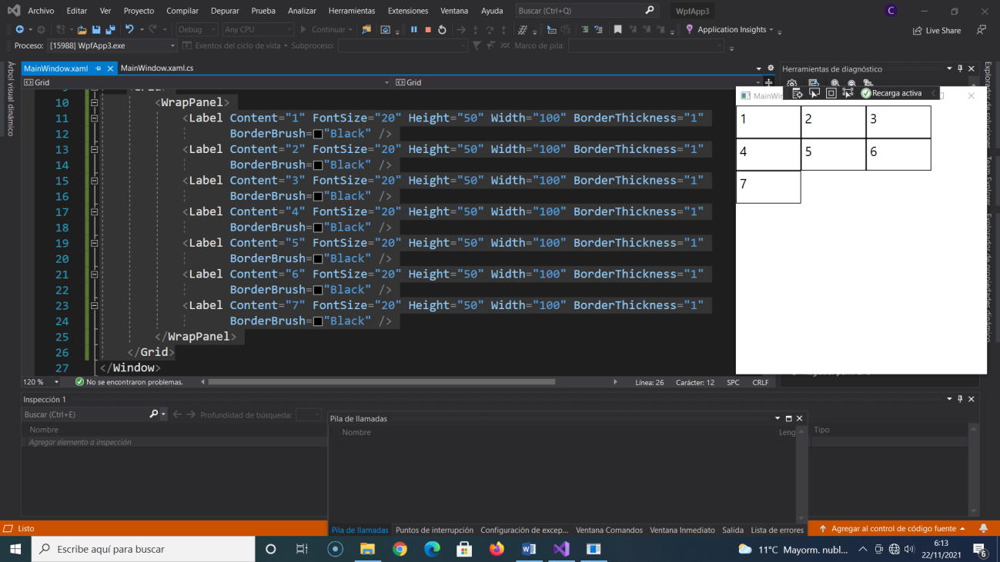 Archivo Editar Ver Proyecto Compilar Depurar Prueba Analizar Herramientas Extensiones Ventana Ayuda Buscar (Ctrl+Q) WpfApp3 C
Debug Any CPU Continuar Application Insights Live Share
Proceso: [15988] WpfApp3.exe Eventos del ciclo de vida Subproceso: Marco de pila:
Árbol visual dinámico
MainWindow.xaml MainWindow.xaml.cs
Grid Grid
10 <WrapPanel>
11 <Label Content="1" FontSize="20" Height="50" Width="100" BorderThickness="1"
12 BorderBrush="Black" />
13 <Label Content="2" FontSize="20" Height="50" Width="100" BorderThickness="1"
14 BorderBrush="Black" />
15 <Label Content="3" FontSize="20" Height="50" Width="100" BorderThickness="1"
16 BorderBrush="Black" />
17 <Label Content="4" FontSize="20" Height="50" Width="100" BorderThickness="1"
18 BorderBrush="Black" />
19 <Label Content="5" FontSize="20" Height="50" Width="100" BorderThickness="1"
20 BorderBrush="Black" />
21 <Label Content="6" FontSize="20" Height="50" Width="100" BorderThickness="1"
22 BorderBrush="Black" />
23 <Label Content="7" FontSize="20" Height="50" Width="100" BorderThickness="1"
24 BorderBrush="Black" />
25 </WrapPanel>
26 </Grid>
27 </Window>
120 % No se encontraron problemas. Línea: 26 Carácter: 12 SPC CRLF
Herramientas de diagnóstico
MainWin Recarga activa
1 2 3
4 5 6
7
Explorador de soluciones
Team Explorer
Inspección 1
Buscar (Ctrl+E) Profundidad de búsqueda:
Nombre Tipo
Agregar elemento a inspección
Pila de llamadas
Nombre Leng
Pila de llamadas Puntos de interrupción Configuración de excep... Ventana Comandos Ventana Inmediato Salida Lista de errores
Listo Agregar al control de código fuente
Escribe aquí para buscar 11°C Mayorm. nubl... 6:13
22/11/2021 6